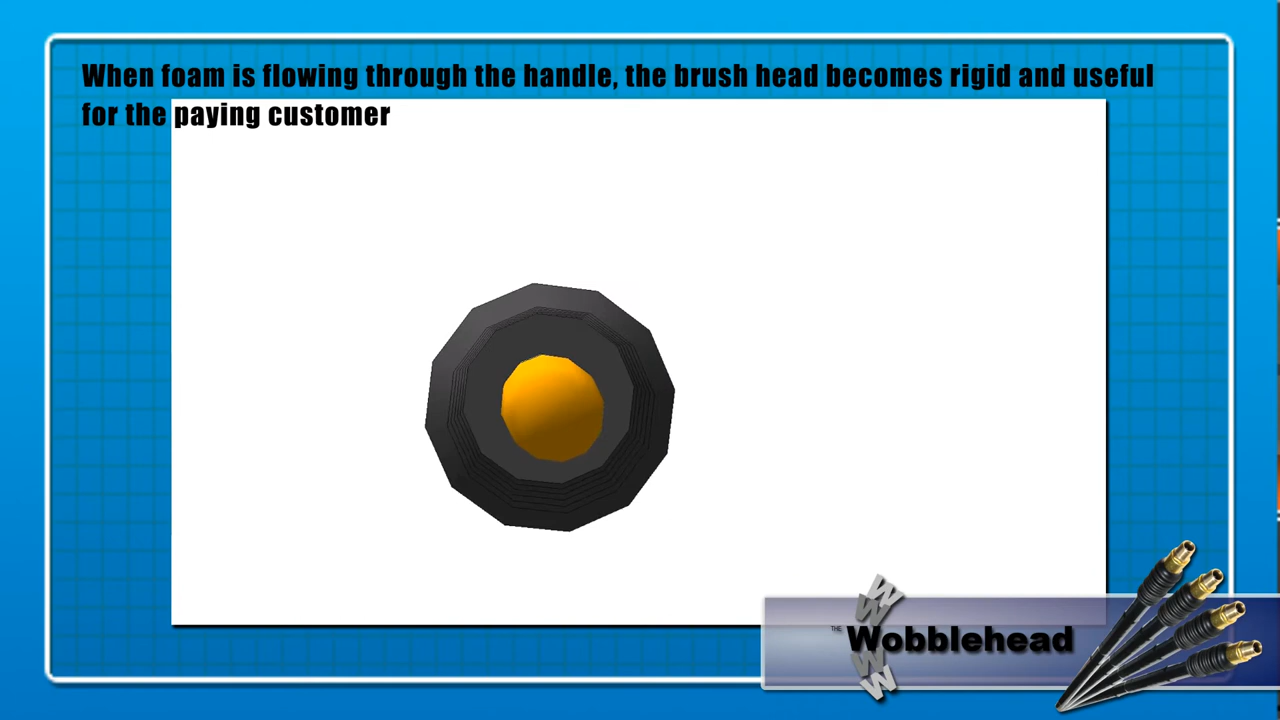 When foam is flowing through the handle, the brush head becomes rigid and useful
for the paying customer
W
W
THE Wobblehead
W
W